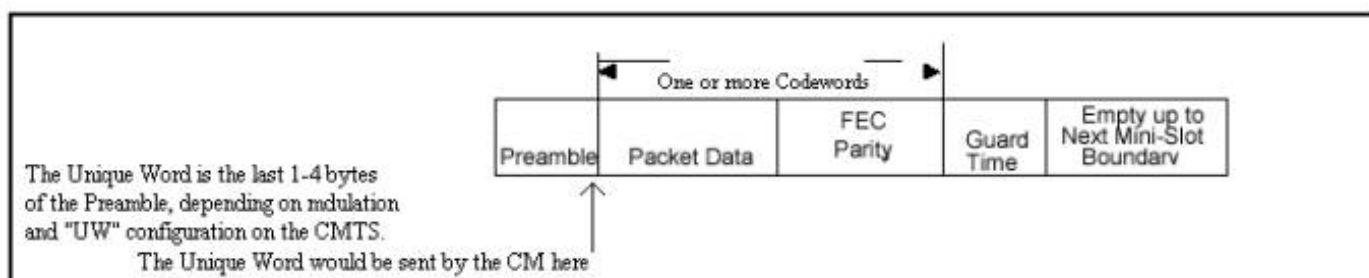 One or more Codewords
Preamble
Packet Data
FEC
Parity
Guard
Time
Empty up to
Next Mini-Slot
Boundary
The Unique Word is the last 1-4 bytes
of the Preamble, depending on mdulation
and "UW" configuration on the CMTS.
The Unique Word would be sent by the CM here